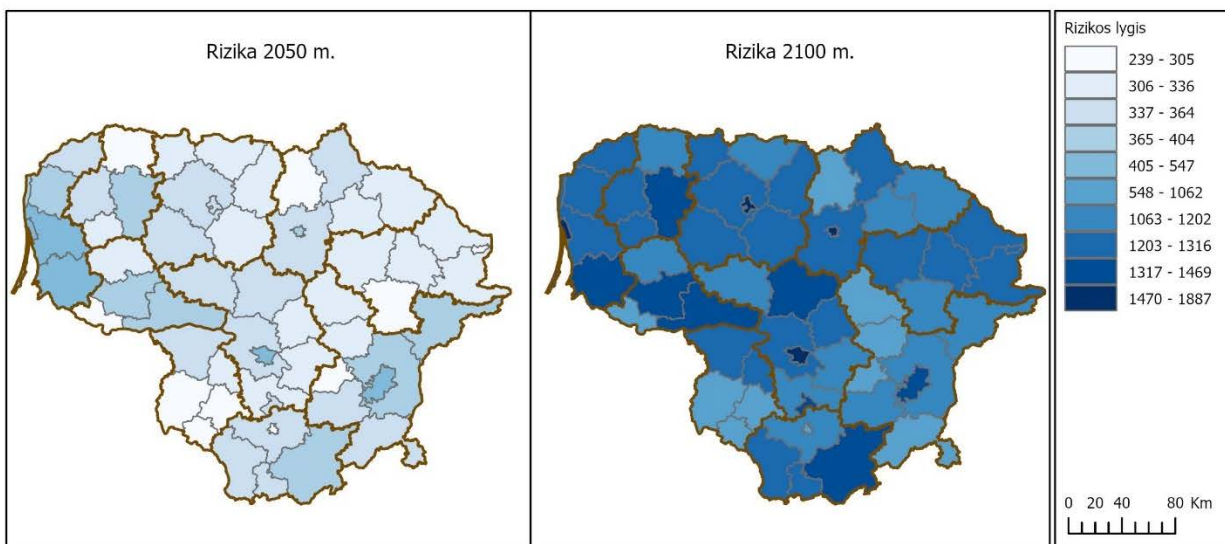 Rizika 2050 m.
Rizika 2100 m.
Rizikos lygis
239 - 305
306 - 336
337 - 364
365 - 404
405 - 547
548 - 1062
1063 - 1202
1203 - 1316
1317 - 1469
1470 - 1887
0 20 40 80 Km